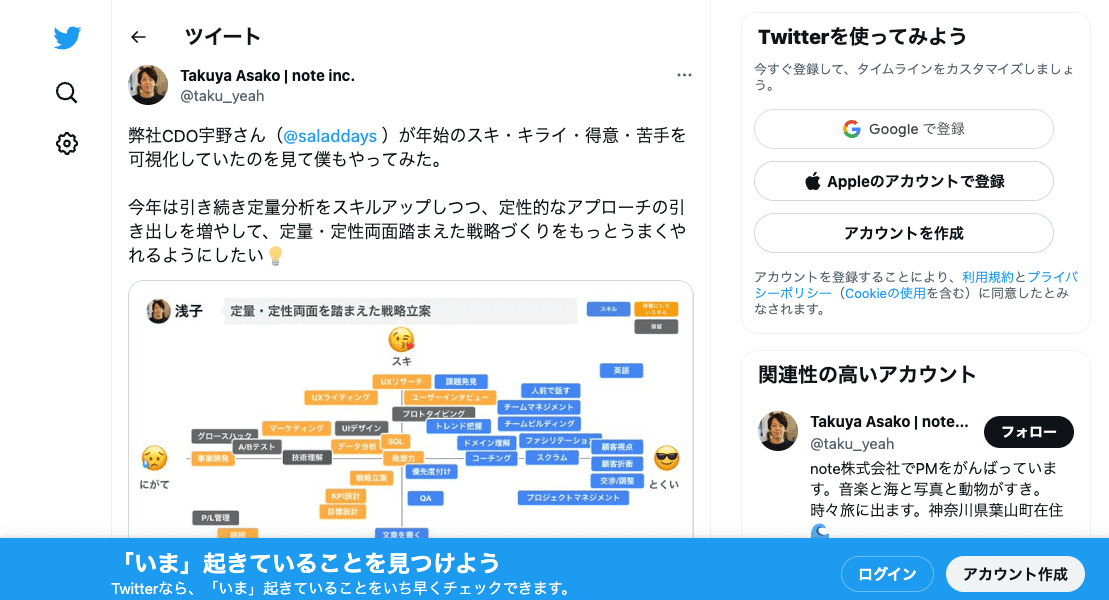 ツイート
Takuya Asako | note inc.
@taku_yeah
弊社CDO宇野さん（@saladdays ）が年始のスキ・キライ・得意・苦手を
可視化していたのを見て僕もやってみた。
今年は引き続き定量分析をスキルアップしつつ、定性的なアプローチの引
き出しを増やして、定量・定性両面踏まえた戦略づくりをもっとうまくや
れるようにしたい
浅子
定量・定性両面を踏まえた戦略立案
スキル
保留
スキ
英語
UXリサーチ
課題発見
人前で話す
UXライティング
ユーザーインタビュー
チームマネジメント
プロトタイピング
チームビルディング
マーケティング
UIデザイン
トレンド把握
グロースハック
A/Bテスト
データ分析
SQL
ドメイン理解
ファシリテーション
顧客視点
事業開発
技術理解
発想力
コーチング
スクラム
顧客折衝
にがて
戦略立案
優先度付け
交渉/調整
とくい
KPI設計
QA
プロジェクトマネジメント
目標設計
P/L管理
文章を書く
Twitterを使ってみよう
今すぐ登録して、タイムラインをカスタマイズしましょ
う。
Google で登録
Appleのアカウントで登録
アカウントを作成
アカウントを登録することにより、利用規約とプライバ
シーポリシー（Cookieの使用を含む）に同意したとみ
なされます。
関連性の高いアカウント
Takuya Asako | note...
@taku_yeah
フォロー
note株式会社でPMをがんばっていま
す。音楽と海と写真と動物がすき。
時々旅に出ます。神奈川県葉山町在住
「いま」起きていることを見つけよう
Twitterなら、「いま」起きていることをいち早くチェックできます。
ログイン
アカウント作成